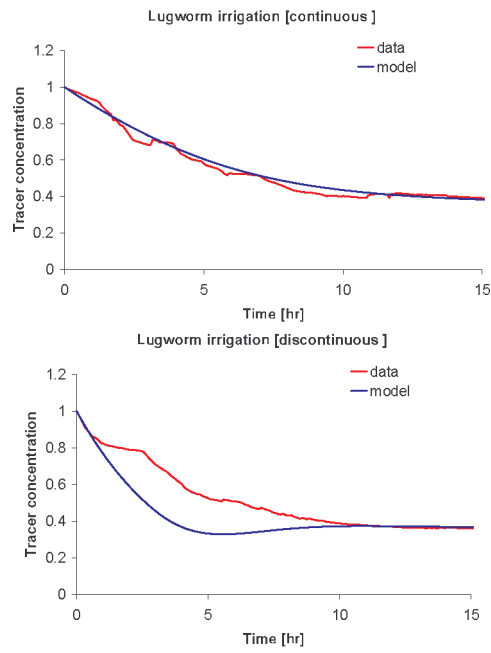 Lugworm irrigation [continuous ]
data
model
1.2
1
0.8
0.6
0.4
0.2
0
Tracer concentration
0 5 10 15
Time [hr]
Lugworm irrigation [discontinuous ]
data
model
1.2
1
0.8
0.6
0.4
0.2
0
Tracer concentration
0 5 10 15
Time [hr]